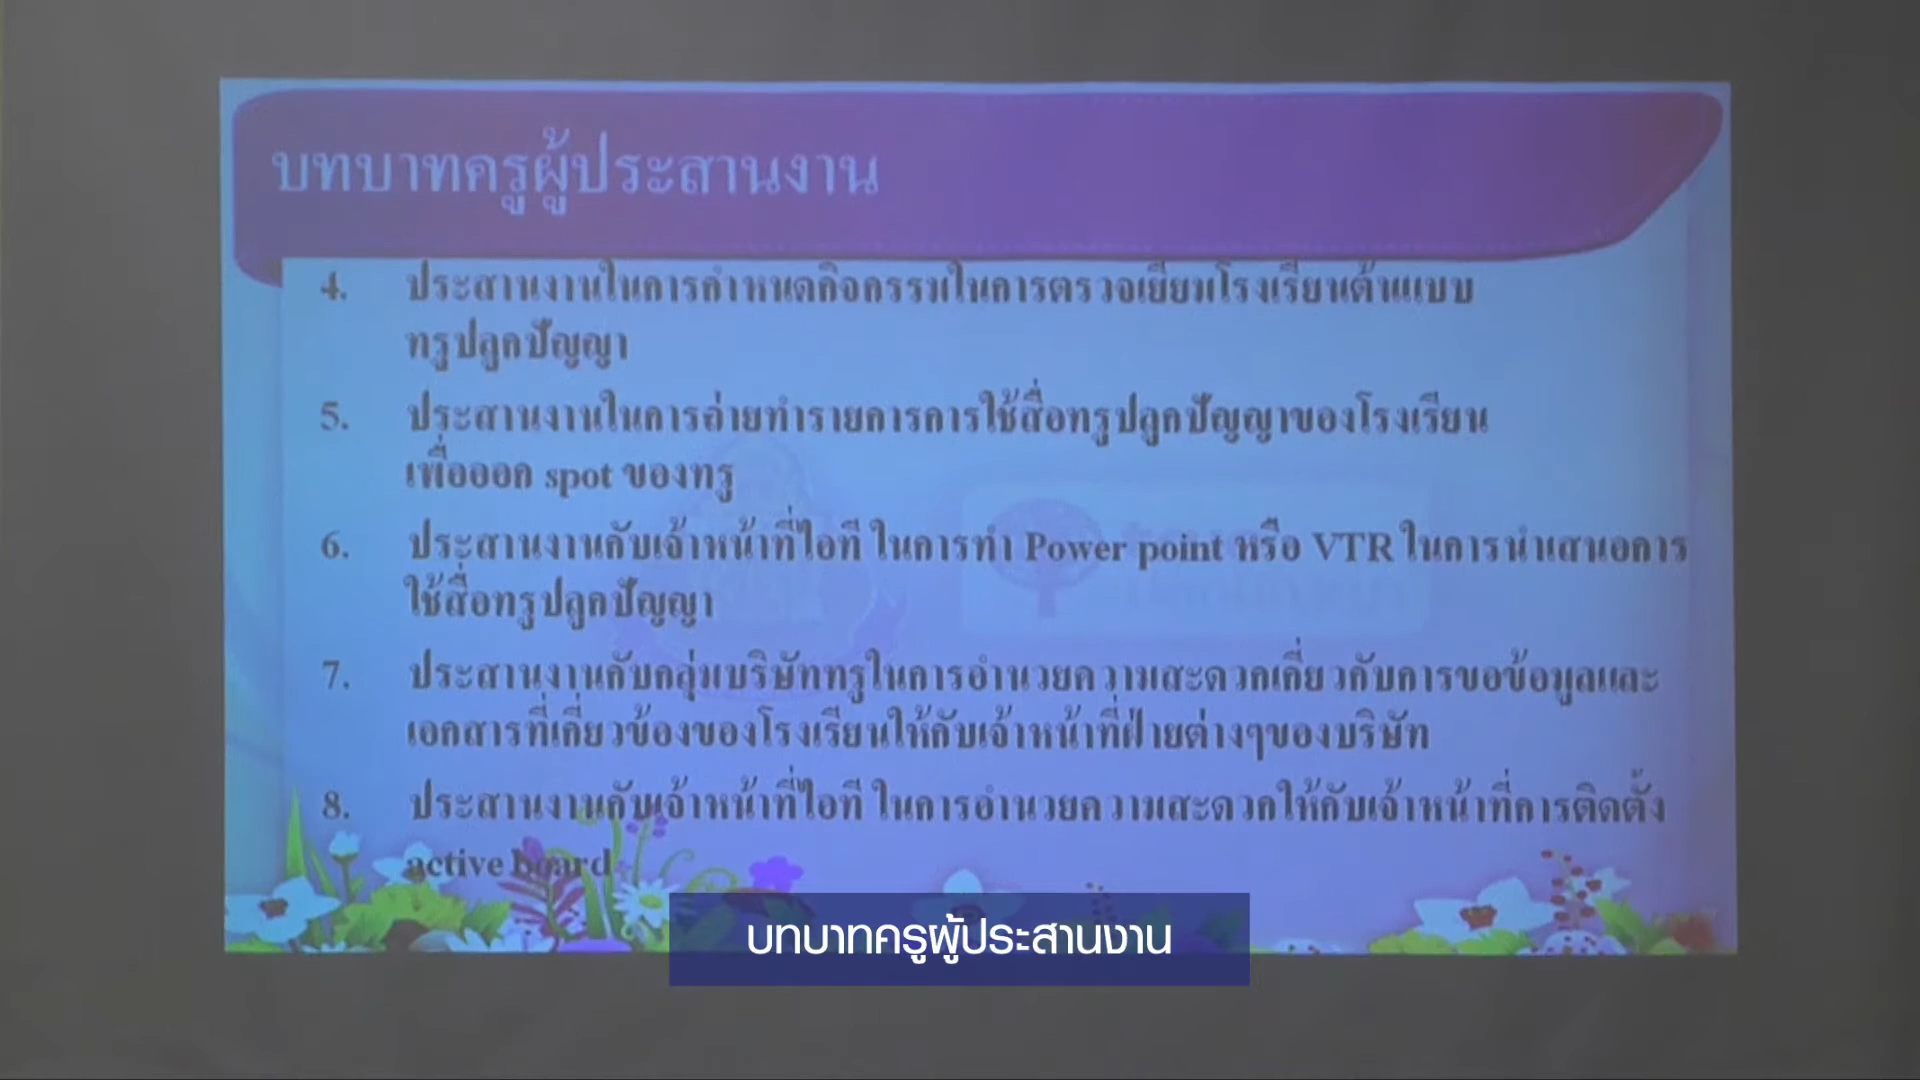 บทบาทครูผู้ประสานงาน
4. ประสานงานในการกำหนดกิจกรรมในการตรวจเยี่ยมโรงเรียนต้นแบบ
ทรูปลูกปัญญา
5. ประสานงานในการถ่ายทำรายการการใช้สื่อทรูปลูกปัญญาของโรงเรียน
เพื่อออก spot ของทรู
6. ประสานงานกับเจ้าหน้าที่ไอที ในการทำ Power point หรือ VTR ในการนำเสนอการ
ใช้สื่อทรูปลูกปัญญา
7. ประสานงานกับกลุ่มบริษัททรูในการอำนวยความสะดวกเกี่ยวกับการขอข้อมูลและ
เอกสารที่เกี่ยวข้องของโรงเรียนให้กับเจ้าหน้าที่ฝ่ายต่างๆของบริษัท
8. ประสานงานกับเจ้าหน้าที่ไอที ในการอำนวยความสะดวกให้กับเจ้าหน้าที่การติดตั้ง
active board
บทบาทครูผู้ประสานงาน